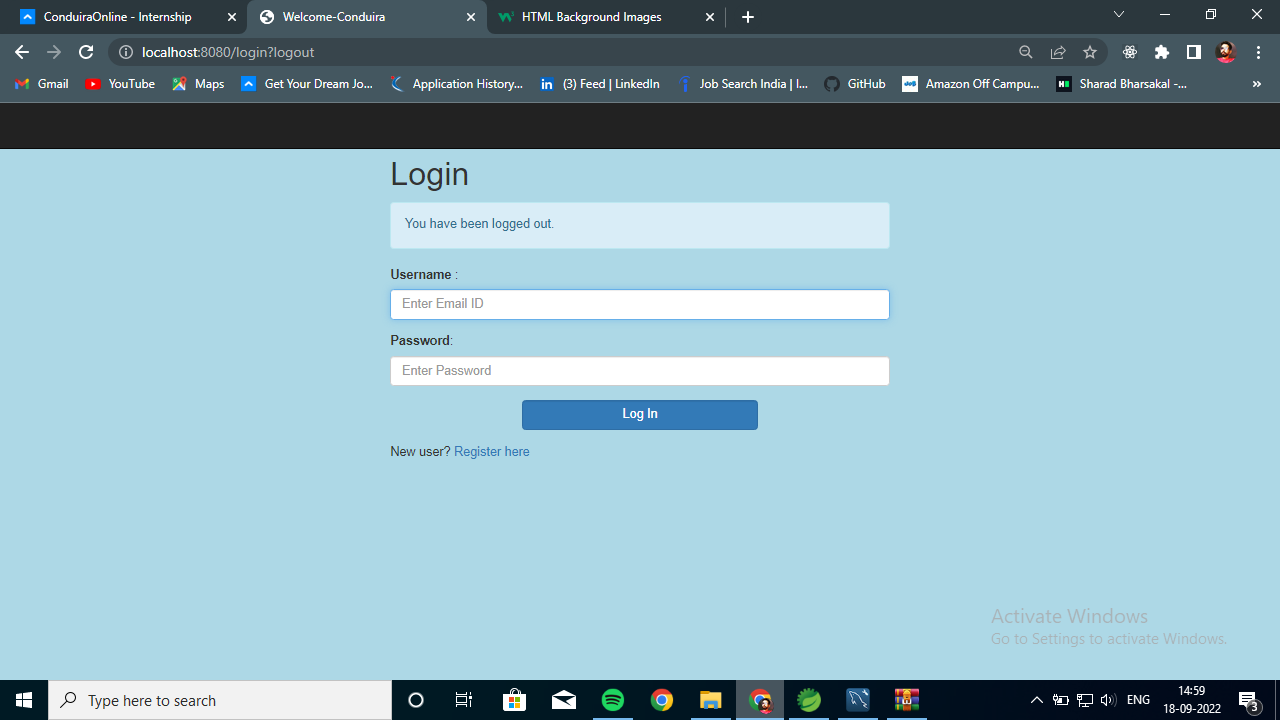 ConduiraOnline - Internship
Welcome-Conduira
HTML Background Images
localhost:8080/login?logout
Gmail
YouTube
Maps
Get Your Dream Jo...
Application History...
(3) Feed | LinkedIn
Job Search India | I...
GitHub
Amazon Off Campu...
Sharad Bharsakal -...
»
Login
You have been logged out.
Username :
Enter Email ID
Password:
Enter Password
Log In
New user? Register here
Activate Windows
Go to Settings to activate Windows.
Type here to search
ENG
14:59
18-09-2022
3